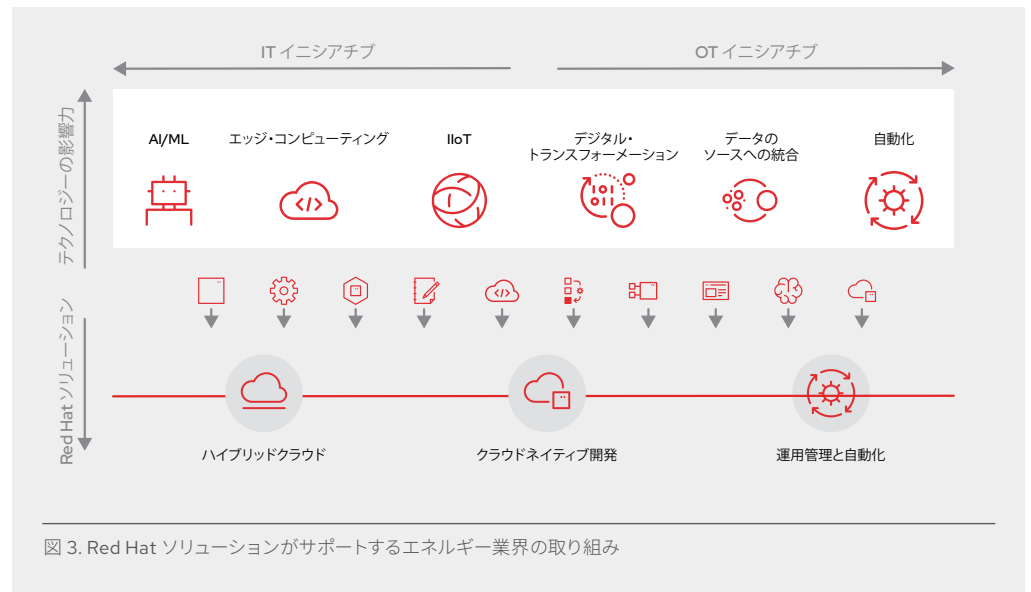 IT イニシアチブ
OT イニシアチブ
テクノロジーの影響力
AI/ML
エッジ・コンピューティング
IIoT
デジタル・
トランスフォーメーション
データの
ソースへの統合
自動化
Red Hat ソリューション
ハイブリッドクラウド
クラウドネイティブ開発
運用管理と自動化
図 3. Red Hat ソリューションがサポートするエネルギー業界の取り組み